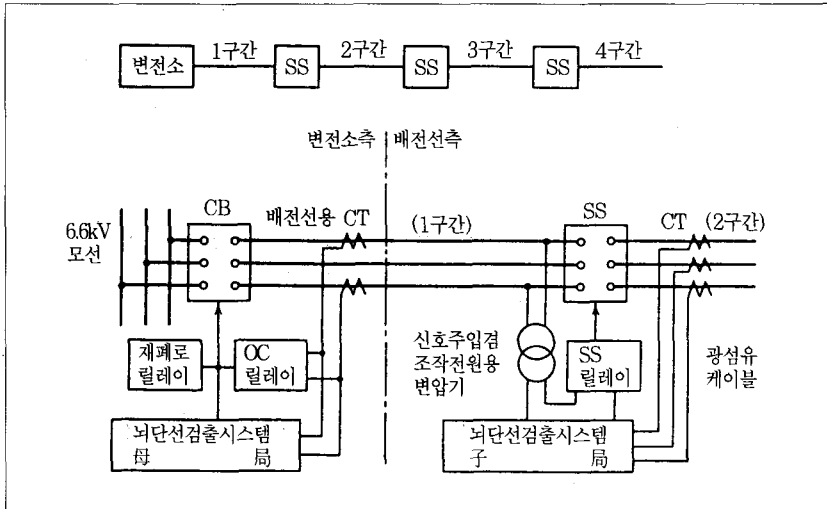 변전소 1구간 SS 2구간 SS 3구간 SS 4구간
변전소측 배전선측
6.6kV
모선
CB
배전선용 CT
(1구간)
SS
CT (2구간)
재폐로
릴레이
OC
릴레이
신호주입겸
조작전원용
변압기
SS
릴레이
광섬유
케이블
뇌단선검출시스템
母 局
뇌단선검출시스템
子 局